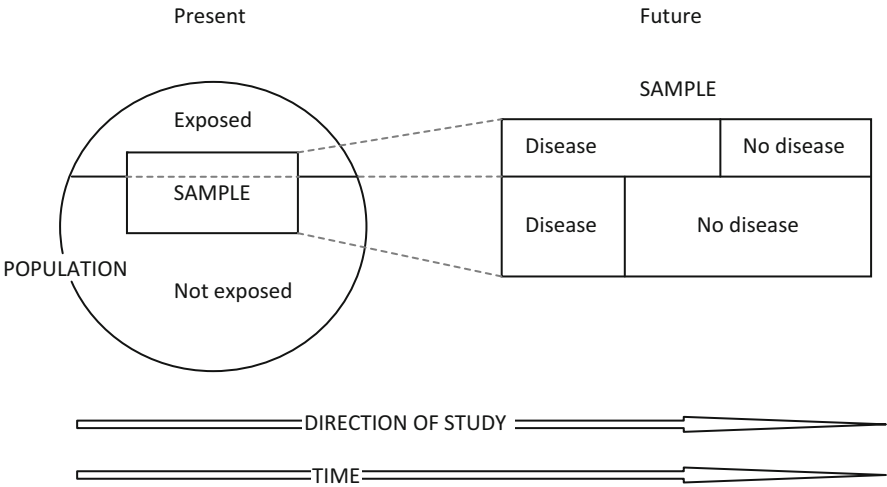 Present
Future
SAMPLE
Exposed
Disease
No disease
SAMPLE
Disease
No disease
POPULATION
Not exposed
DIRECTION OF STUDY
TIME